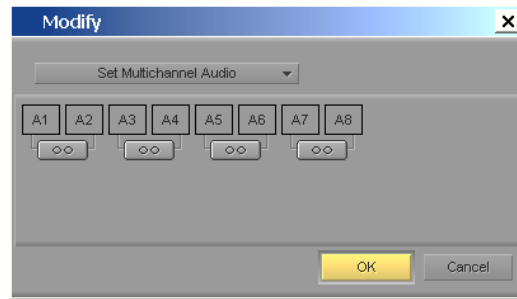 Modify
Set Multichannel Audio
A1 A2 A3 A4 A5 A6 A7 A8
OK Cancel